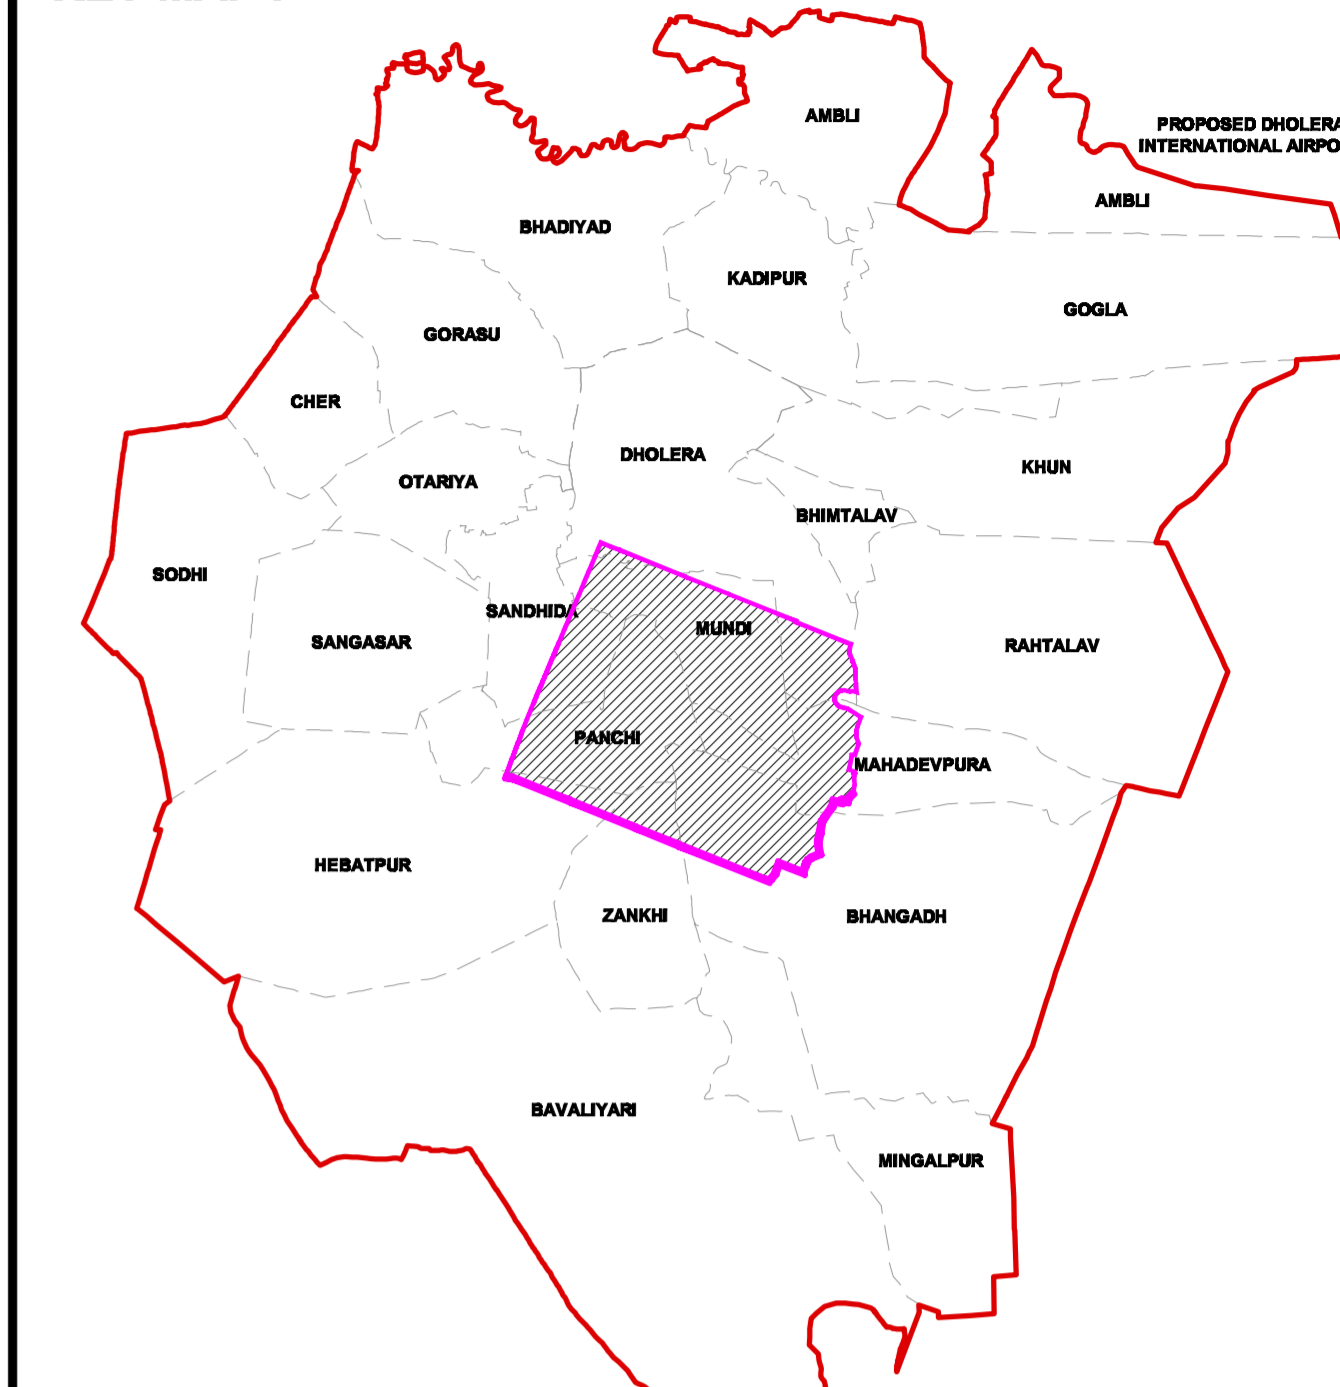 AMBLI
PROPOSED DHOLERA
INTERNATIONAL AIRPO
AMBLI
BHADIYAD
KADIPUR
GOGLA
GORASU
CHER
DHOLERA
KHUN
OTARIYA
BHIMTALAV
SODHI
SANDHIDA
MUNDI
SANGASAR
RAHTALAV
PANCHI
MAHADEVPURA
HEBATPUR
ZANKHI
BHANGADH
BAVALIYARI
MINGALPUR